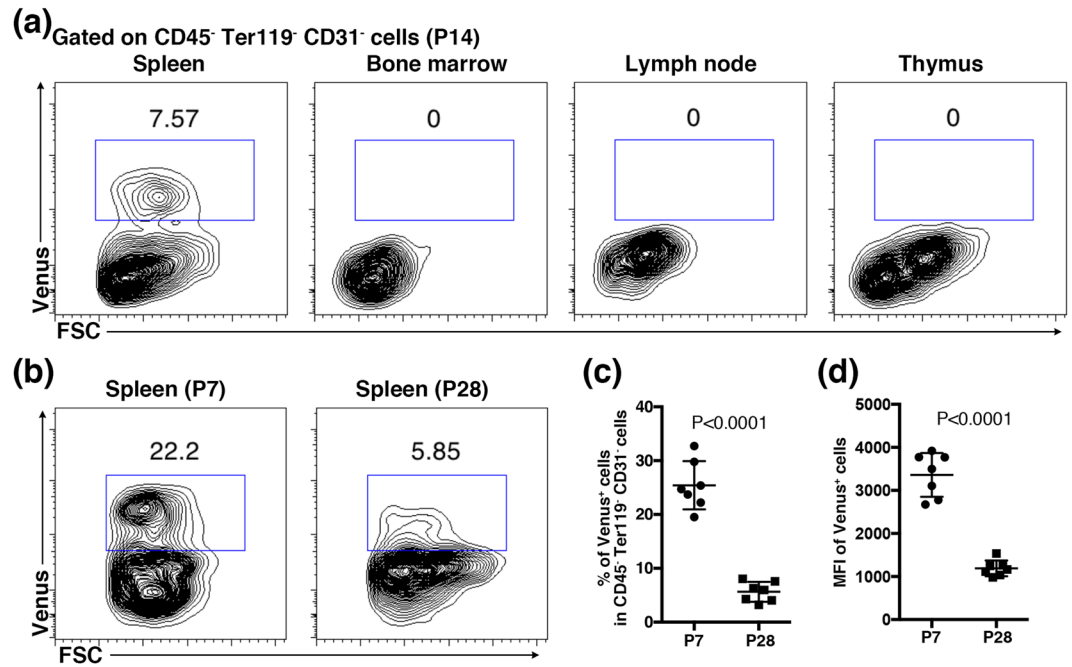 (a)
Gated on CD45- Ter119- CD31- cells (P14)
Spleen Bone marrow Lymph node Thymus
7.57 0 0 0
Venus
FSC
(b)
Spleen (P7) Spleen (P28)
22.2 5.85
Venus
FSC
(c)
% of Venus+ cells
in CD45- Ter119- CD31- cells
40
30
20
10
0
P<0.0001
P7 P28
(d)
MFI of Venus+ cells
5000
4000
3000
2000
1000
0
P<0.0001
P7 P28